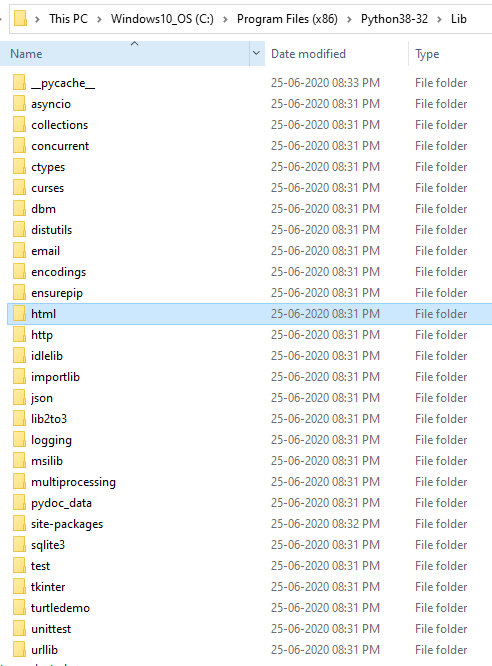 This PC > Windows10_OS (C:) > Program Files (x86) > Python38-32 > Lib
Name Date modified Type
__pycache__ 25-06-2020 08:33 PM File folder
asyncio 25-06-2020 08:31 PM File folder
collections 25-06-2020 08:31 PM File folder
concurrent 25-06-2020 08:31 PM File folder
ctypes 25-06-2020 08:31 PM File folder
curses 25-06-2020 08:31 PM File folder
dbm 25-06-2020 08:31 PM File folder
distutils 25-06-2020 08:31 PM File folder
email 25-06-2020 08:31 PM File folder
encodings 25-06-2020 08:31 PM File folder
ensurepip 25-06-2020 08:31 PM File folder
html 25-06-2020 08:31 PM File folder
http 25-06-2020 08:31 PM File folder
idlelib 25-06-2020 08:31 PM File folder
importlib 25-06-2020 08:31 PM File folder
json 25-06-2020 08:31 PM File folder
lib2to3 25-06-2020 08:31 PM File folder
logging 25-06-2020 08:31 PM File folder
msilib 25-06-2020 08:31 PM File folder
multiprocessing 25-06-2020 08:31 PM File folder
pydoc_data 25-06-2020 08:31 PM File folder
site-packages 25-06-2020 08:32 PM File folder
sqlite3 25-06-2020 08:31 PM File folder
test 25-06-2020 08:31 PM File folder
tkinter 25-06-2020 08:31 PM File folder
turtledemo 25-06-2020 08:31 PM File folder
unittest 25-06-2020 08:31 PM File folder
urllib 25-06-2020 08:31 PM File folder